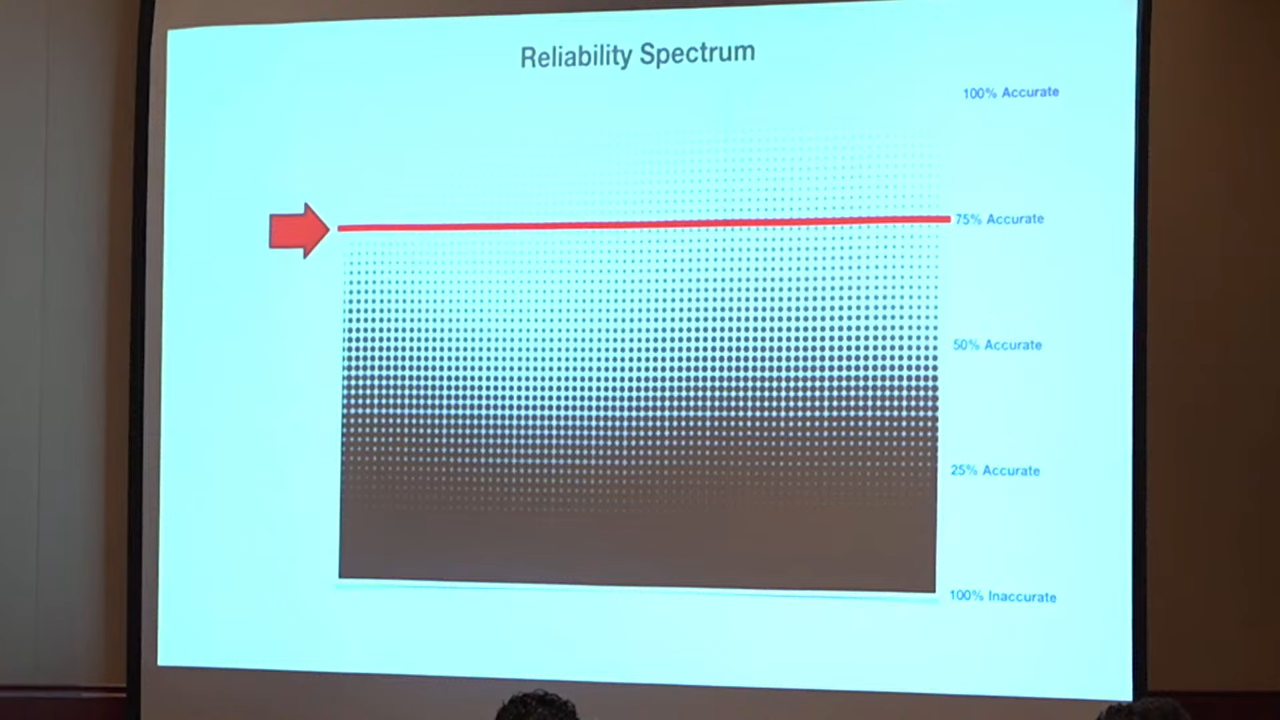 Reliability Spectrum
100% Accurate
75% Accurate
50% Accurate
25% Accurate
100% Inaccurate